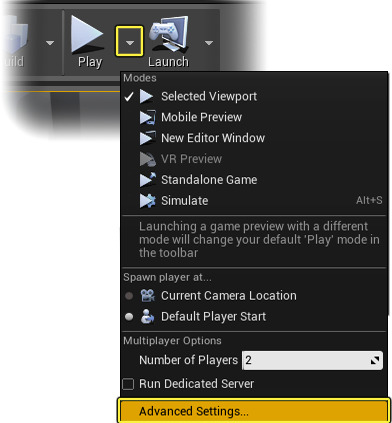 ild
Play
Launch
Modes
Selected Viewport
Mobile Preview
New Editor Window
VR Preview
Standalone Game
Simulate Alt+S
Launching a game preview with a different
mode will change your default 'Play' mode in
the toolbar
Spawn player at...
Current Camera Location
Default Player Start
Multiplayer Options
Number of Players 2
Run Dedicated Server
Advanced Settings...